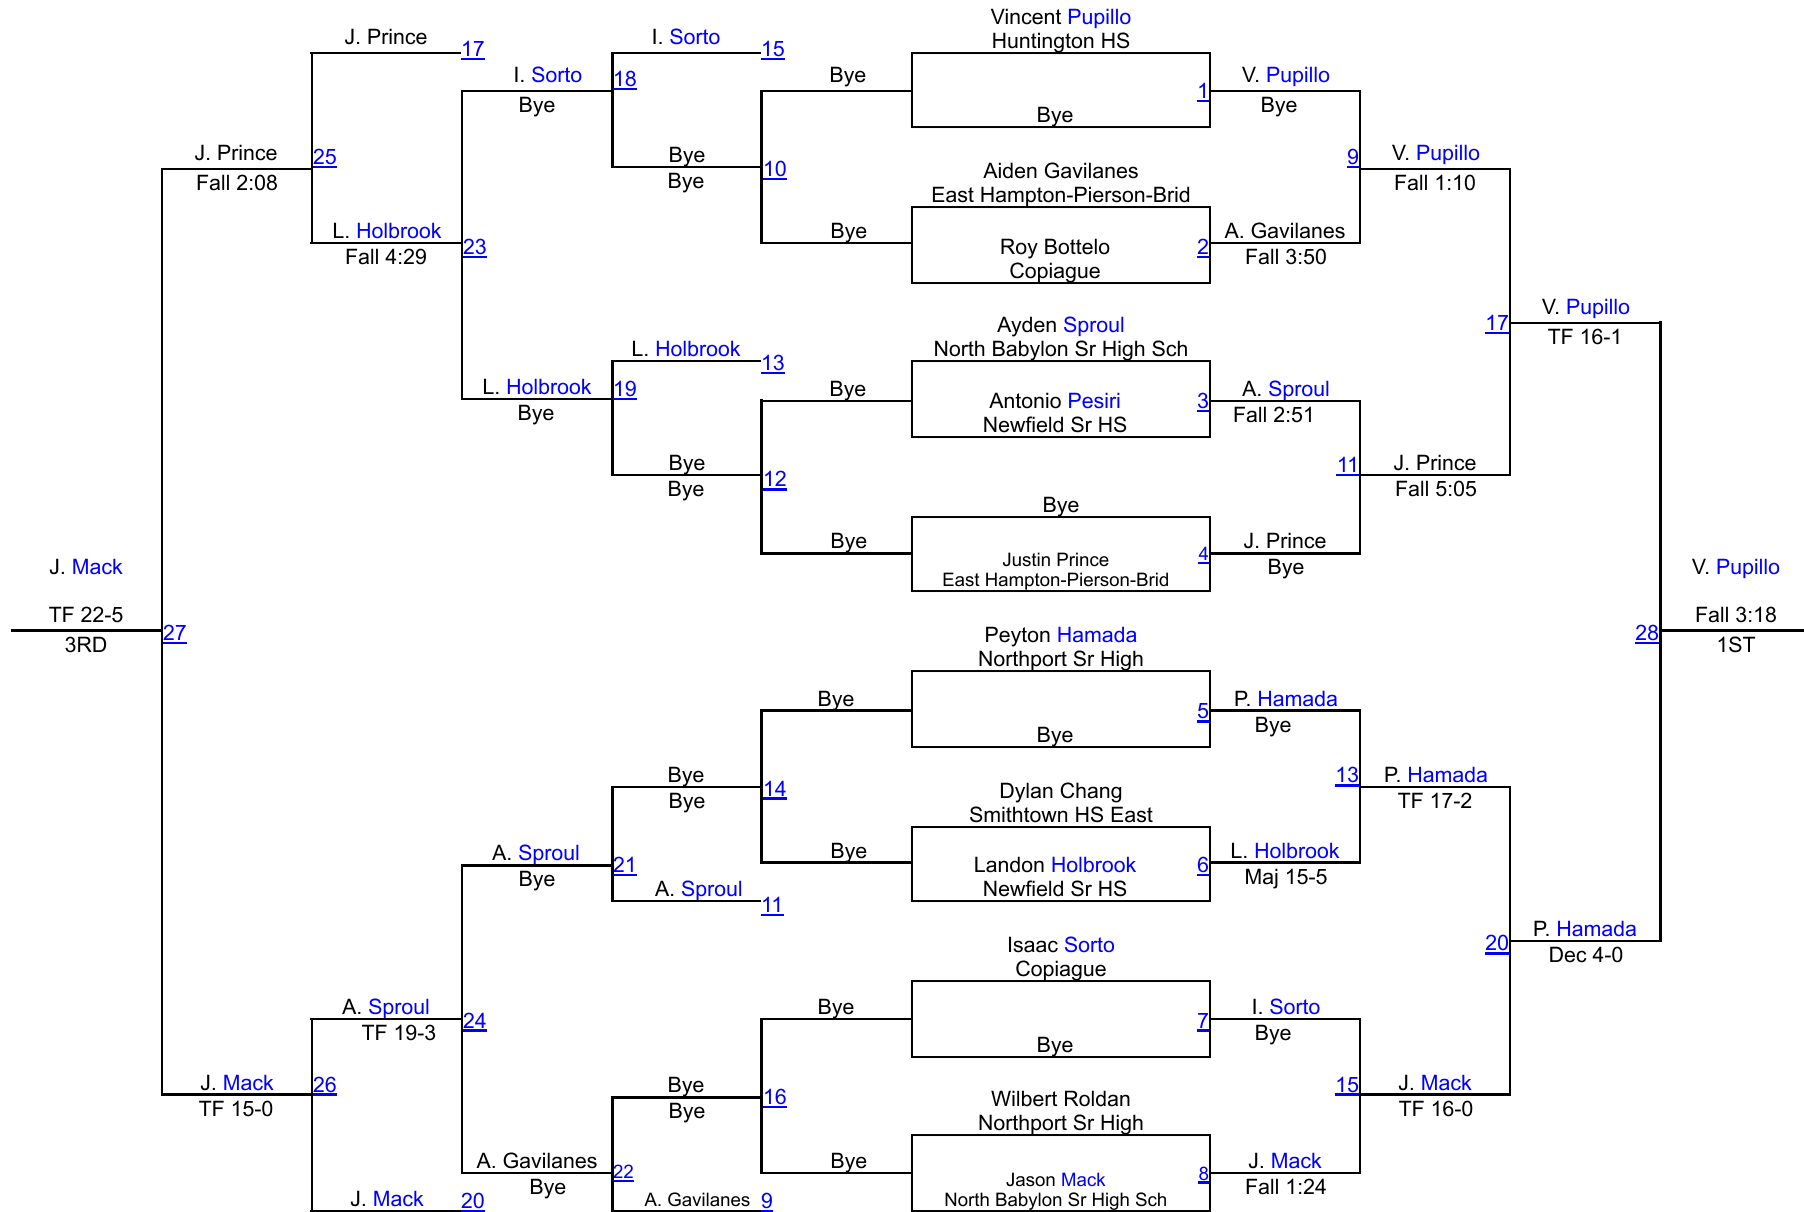 Vincent Pupillo
Huntington HS
J. Prince
17
I. Sorto
15
I. Sorto
18
Bye
Bye
1
V. Pupillo
Bye
Bye
Bye
J. Prince
25
Fall 2:08
Bye
10
Bye
Aiden Gavilanes
East Hampton-Pierson-Brid
9
V. Pupillo
Fall 1:10
L. Holbrook
23
Fall 4:29
Bye
Roy Bottelo
2
Copiague
A. Gavilanes
Fall 3:50
Ayden Sproul
North Babylon Sr High Sch
17
V. Pupillo
TF 16-1
L. Holbrook
13
L. Holbrook
19
Bye
Bye
Antonio Pesiri
3
Newfield Sr HS
A. Sproul
Fall 2:51
Bye
12
Bye
11
J. Prince
Fall 5:05
Bye
Bye
Justin Prince
4
East Hampton-Pierson-Brid
J. Prince
Bye
J. Mack
TF 22-5
27
3RD
V. Pupillo
28
Fall 3:18
1ST
Peyton Hamada
Northport Sr High
Bye
5
Bye
P. Hamada
Bye
Bye
14
Bye
Dylan Chang
Smithtown HS East
13
P. Hamada
TF 17-2
A. Sproul
21
Bye
A. Sproul
11
Bye
Landon Holbrook
6
Newfield Sr HS
L. Holbrook
Maj 15-5
Isaac Sorto
Copiague
20
P. Hamada
Dec 4-0
A. Sproul
24
TF 19-3
Bye
7
Bye
I. Sorto
Bye
J. Mack
26
TF 15-0
Bye
16
Bye
Wilbert Roldan
Northport Sr High
15
J. Mack
TF 16-0
A. Gavilanes
22
Bye
J. Mack
20
A. Gavilanes
9
Bye
Jason Mack
8
North Babylon Sr High Sch
J. Mack
Fall 1:24